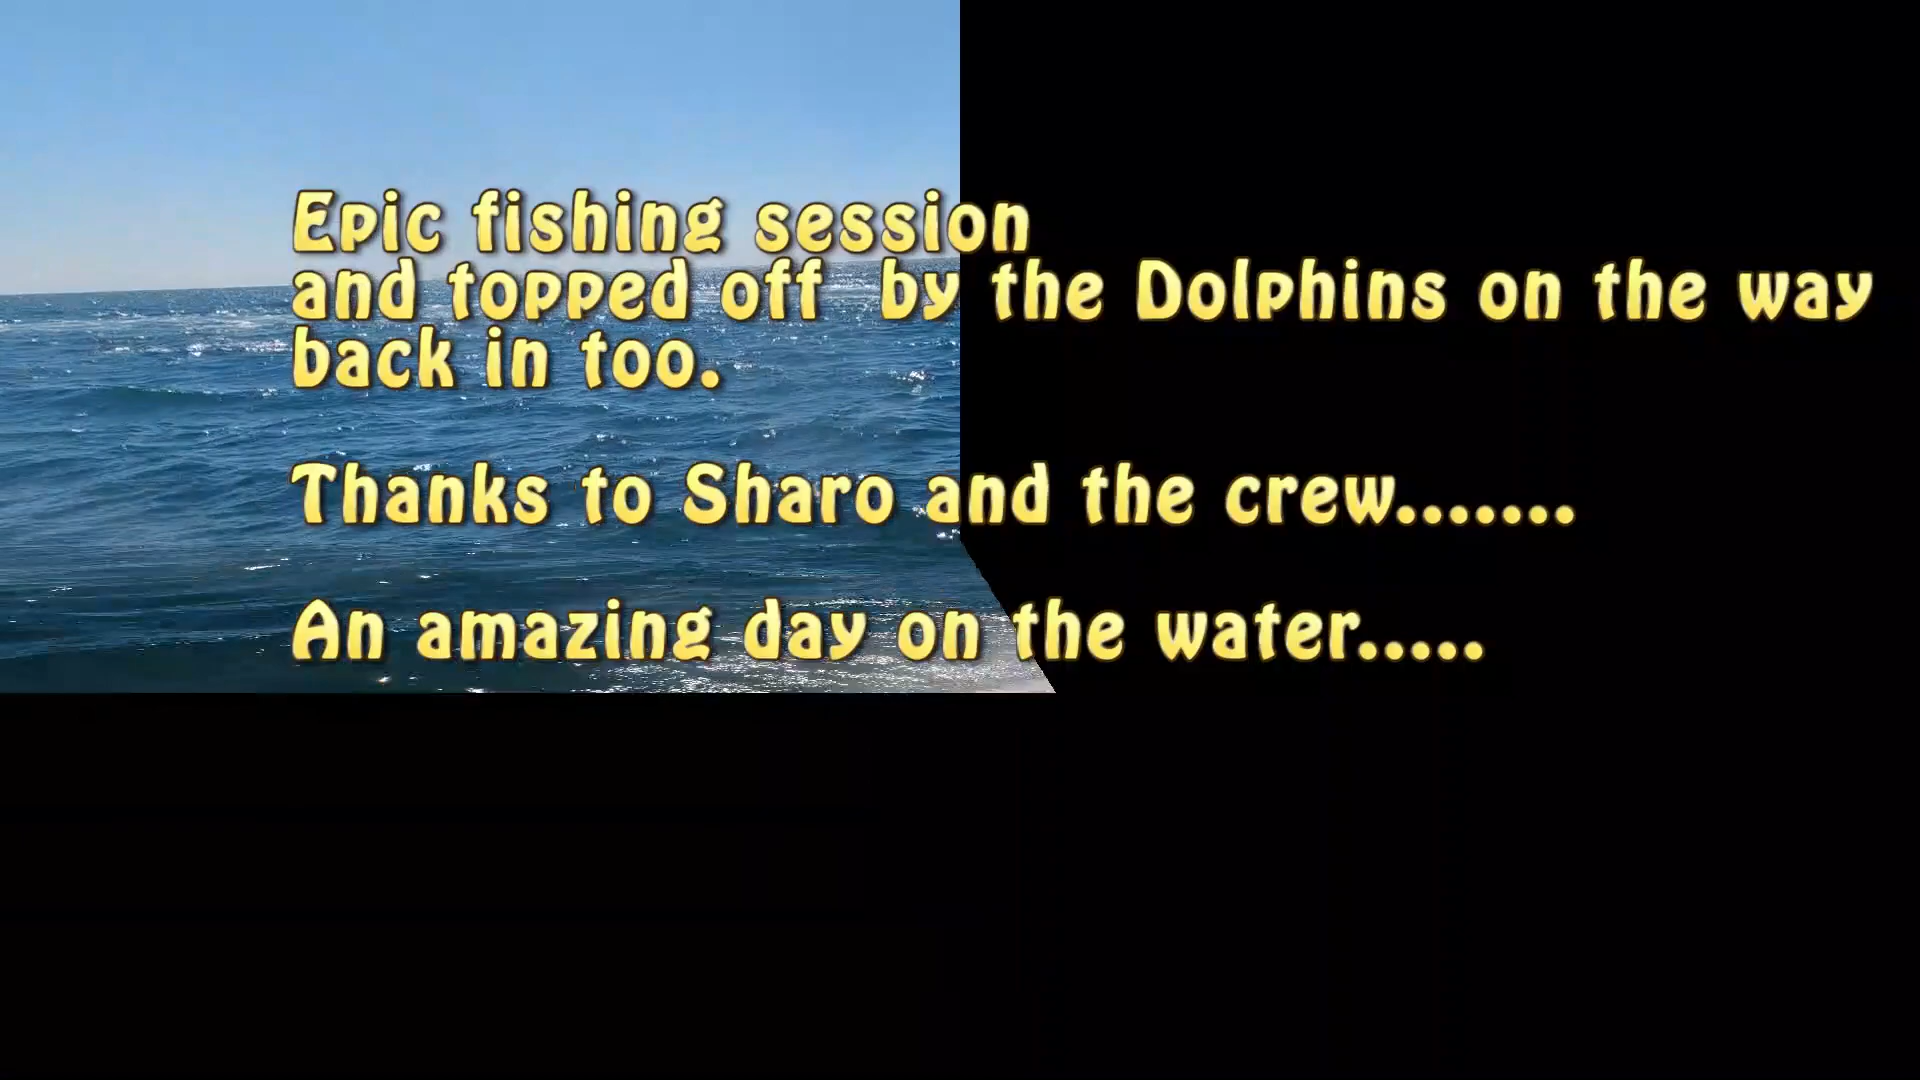 Epic fishing session
and topped off  by the Dolphins on the way
back in too.
Thanks to Sharo and the crew.......
An amazing day on the water.....